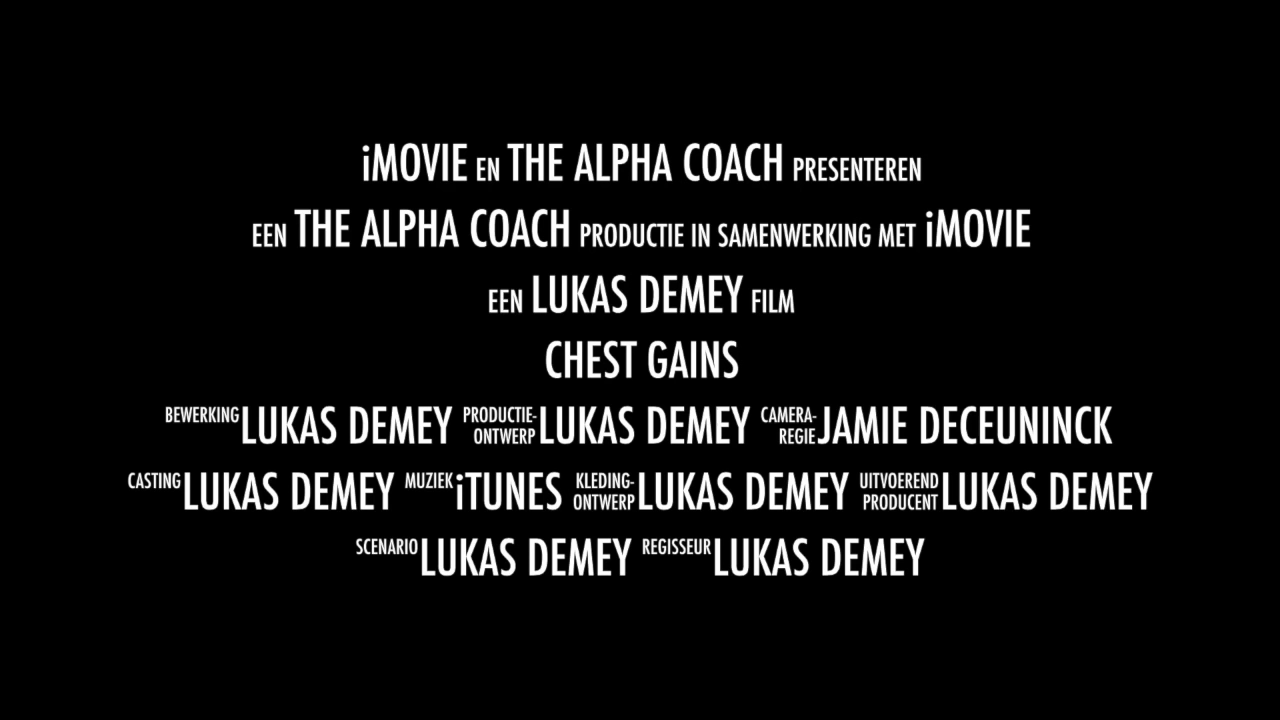 iMOVIE EN THE ALPHA COACH PRESENTEREN
EEN THE ALPHA COACH PRODUCTIE IN SAMENWERKING MET iMOVIE
EEN LUKAS DEMEY FILM
CHEST GAINS
BEWERKING LUKAS DEMEY PRODUCTIE-ONTWERP LUKAS DEMEY CAMERA-REGIE JAMIE DECEUNINCK
CASTING LUKAS DEMEY MUZIEK iTUNES KLEDING-ONTWERP LUKAS DEMEY UITVOEREND PRODUCENT LUKAS DEMEY
SCENARIO LUKAS DEMEY REGISSEUR LUKAS DEMEY